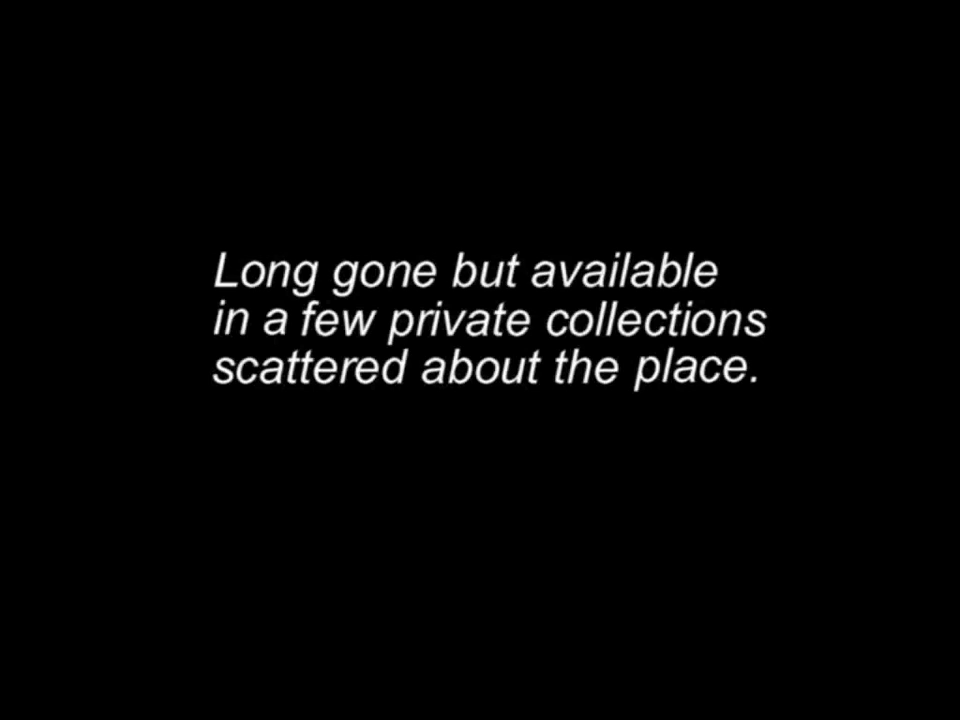 Long gone but available
in a few private collections
scattered about the place.